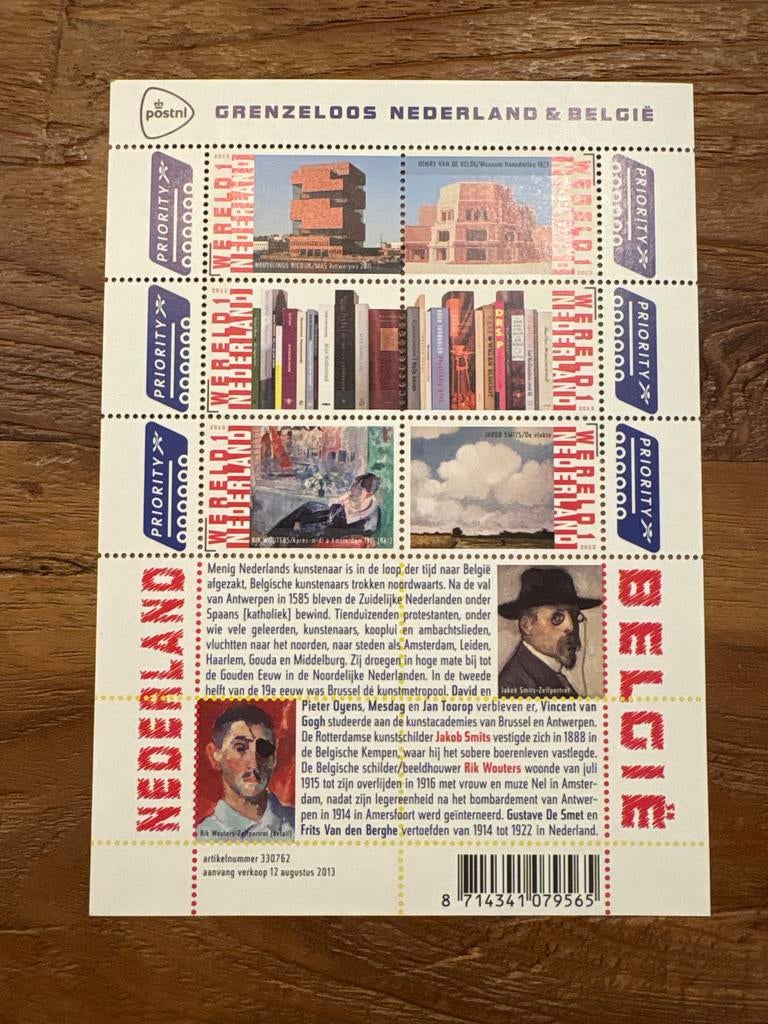 postnl
GRENZELOOS NEDERLAND & BELGIË
PRIORITY
2013
WERELD 1
NEDERLAND
NEUTELINGS RIEDIJK/MAS Antwerpen 2011
HENRY VAN DE VELDE/Museum Hoenderloo 1923
WERELD 1
NEDERLAND
2013
PRIORITY
PRIORITY
2013
WERELD 1
NEDERLAND
DRS. P
WERELD 1
NEDERLAND
2013
PRIORITY
PRIORITY
2013
WERELD 1
NEDERLAND
RIK WOUTERS/Après-midi à Amsterdam 1915 [RAI]
JAKOB SMITS/De vlakte
WERELD 1
NEDERLAND
2013
PRIORITY
NEDERLAND
Menig Nederlands kunstenaar is in de loop der tijd naar België
afgezakt, Belgische kunstenaars trokken noordwaarts. Na de val
van Antwerpen in 1585 bleven de Zuidelijke Nederlanden onder
Spaans [katholiek] bewind. Tienduizenden protestanten, onder
wie vele geleerden, kunstenaars, kooplui en ambachtslieden,
vluchtten naar het noorden, naar steden als Amsterdam, Leiden,
Haarlem, Gouda en Middelburg. Zij droegen in hoge mate bij tot
de Gouden Eeuw in de Noordelijke Nederlanden. In de tweede
helft van de 19e eeuw was Brussel dé kunstmetropool. David en
Jakob Smits-Zelfportret
Pieter Oyens, Mesdag en Jan Toorop verbleven er, Vincent van
Gogh studeerde aan de kunstacademies van Brussel en Antwerpen.
De Rotterdamse kunstschilder Jakob Smits vestigde zich in 1888 in
de Belgische Kempen, waar hij het sobere boerenleven vastlegde.
De Belgische schilder/beeldhouwer Rik Wouters woonde van juli
1915 tot zijn overlijden in 1916 met vrouw en muze Nel in Amster-
dam, nadat zijn legereenheid na het bombardement van Antwer-
pen in 1914 in Amersfoort werd geïnterneerd. Gustave De Smet en
Frits Van den Berghe vertoefden van 1914 tot 1922 in Nederland.
Rik Wouters-Zelfportret [detail]
BELGIË
artikelnummer 330762
aanvang verkoop 12 augustus 2013
8 714341 079565